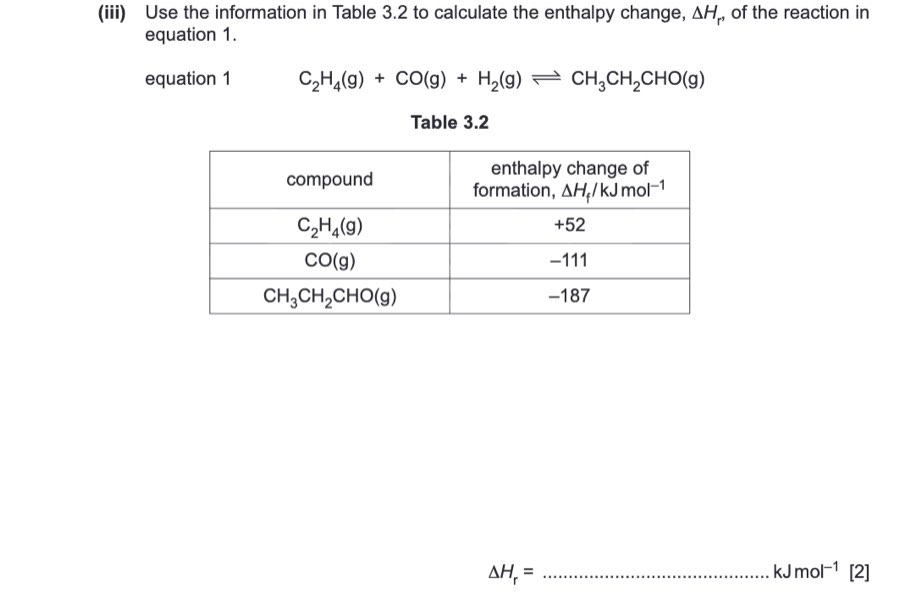 (iii) Use the information in Table 3.2 to calculate the enthalpy change, ΔHᵣ, of the reaction in
equation 1.
equation 1 C₂H₄(g) + CO(g) + H₂(g) ⇌ CH₃CH₂CHO(g)
Table 3.2
compound
enthalpy change of
formation, ΔH_f / kJ mol⁻¹
C₂H₄(g) +52
CO(g) –111
CH₃CH₂CHO(g) –187
ΔHᵣ = ............................................ kJ mol⁻¹ [2]